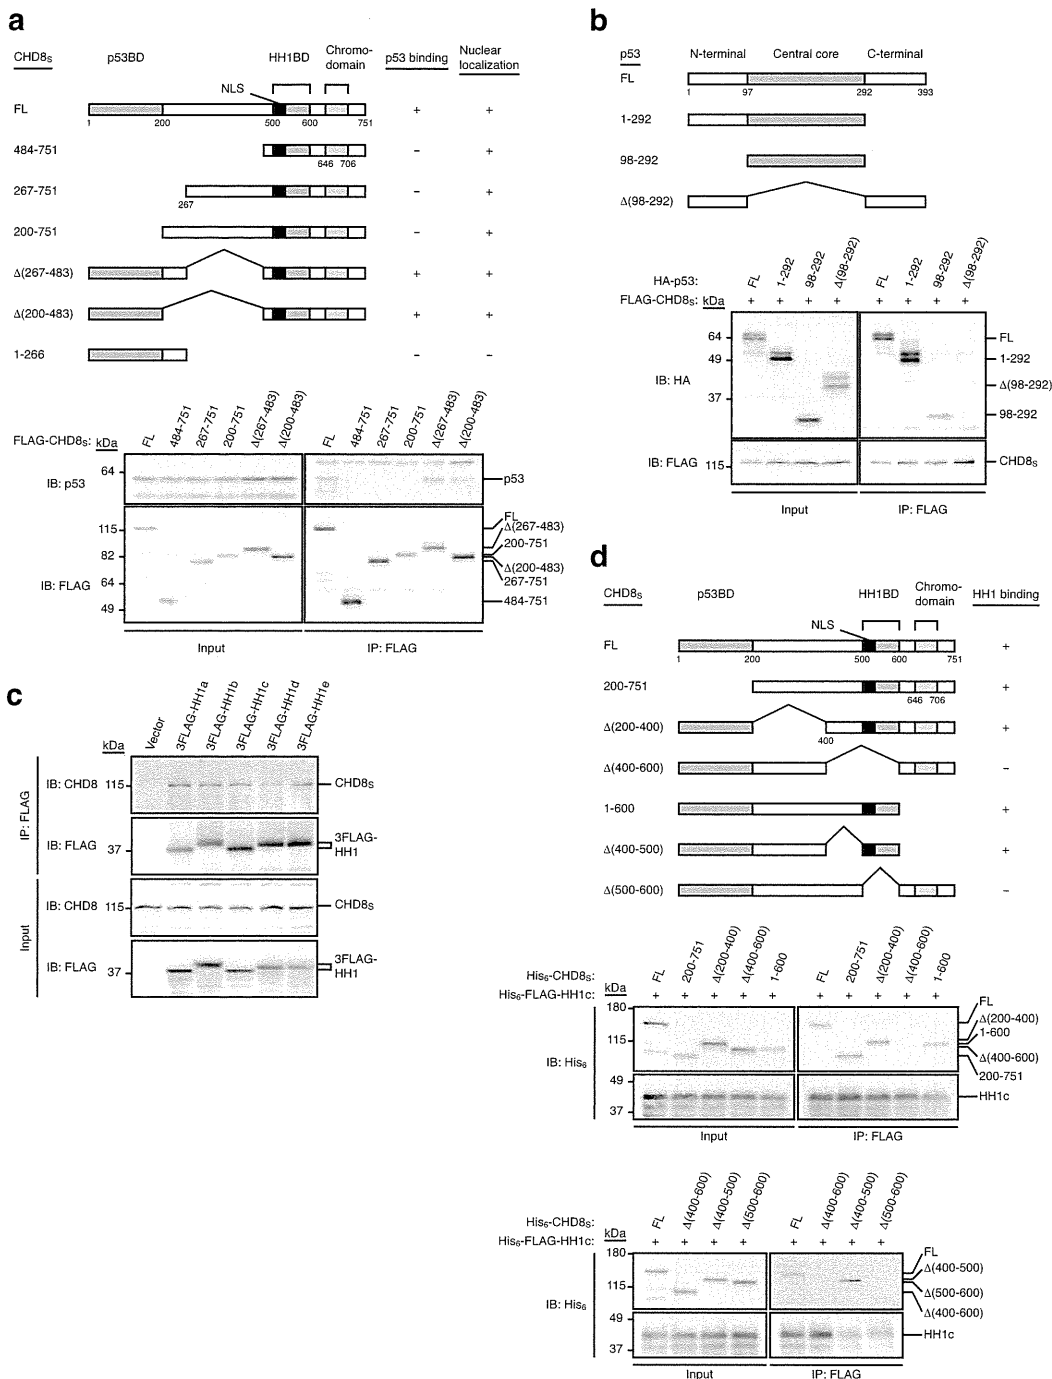 a
CHD8S p53BD HH1BD Chromo-domain p53 binding Nuclear localization
NLS
FL + +
1 200 500 600 751
484-751 − +
646 706
267-751 − +
267
200-751 − +
Δ(267-483) + +
Δ(200-483) + +
1-266 − −
FLAG-CHD8S: kDa FL 484-751 267-751 200-751 Δ(267-483) Δ(200-483) FL 484-751 267-751 200-751 Δ(267-483) Δ(200-483)
IB: p53 64 p53
IB: FLAG 115 82 64 49
FL
Δ(267-483)
200-751
Δ(200-483)
267-751
484-751
Input IP: FLAG
b
p53 N-terminal Central core C-terminal
FL
1 97 292 393
1-292
98-292
Δ(98-292)
HA-p53: FL 1-292 98-292 Δ(98-292) FL 1-292 98-292 Δ(98-292)
FLAG-CHD8S: kDa + + + + + + + +
IB: HA 64 49 37
FL
1-292
Δ(98-292)
98-292
IB: FLAG 115 CHD8S
Input IP: FLAG
c
kDa Vector 3FLAG-HH1a 3FLAG-HH1b 3FLAG-HH1c 3FLAG-HH1d 3FLAG-HH1e
IP: FLAG
IB: CHD8 115 CHD8S
IB: FLAG 37 3FLAG-HH1
Input
IB: CHD8 115 CHD8S
IB: FLAG 37 3FLAG-HH1
d
CHD8S p53BD HH1BD Chromo-domain HH1 binding
NLS
FL +
1 200 500 600 751
200-751 +
646 706
Δ(200-400) +
400
Δ(400-600) −
1-600 +
Δ(400-500) +
Δ(500-600) −
His6-CHD8S: FL 200-751 Δ(200-400) Δ(400-600) 1-600 FL 200-751 Δ(200-400) Δ(400-600) 1-600
His6-FLAG-HH1c: + + + + + + + + + +
kDa
IB: His6 180 115 49 37
FL
Δ(200-400)
1-600
Δ(400-600)
200-751
HH1c
Input IP: FLAG
His6-CHD8S: FL Δ(400-600) Δ(400-500) Δ(500-600) FL Δ(400-600) Δ(400-500) Δ(500-600)
His6-FLAG-HH1c: + + + + + + + +
kDa
IB: His6 180 115 49 37
FL
Δ(400-500)
Δ(500-600)
Δ(400-600)
HH1c
Input IP: FLAG